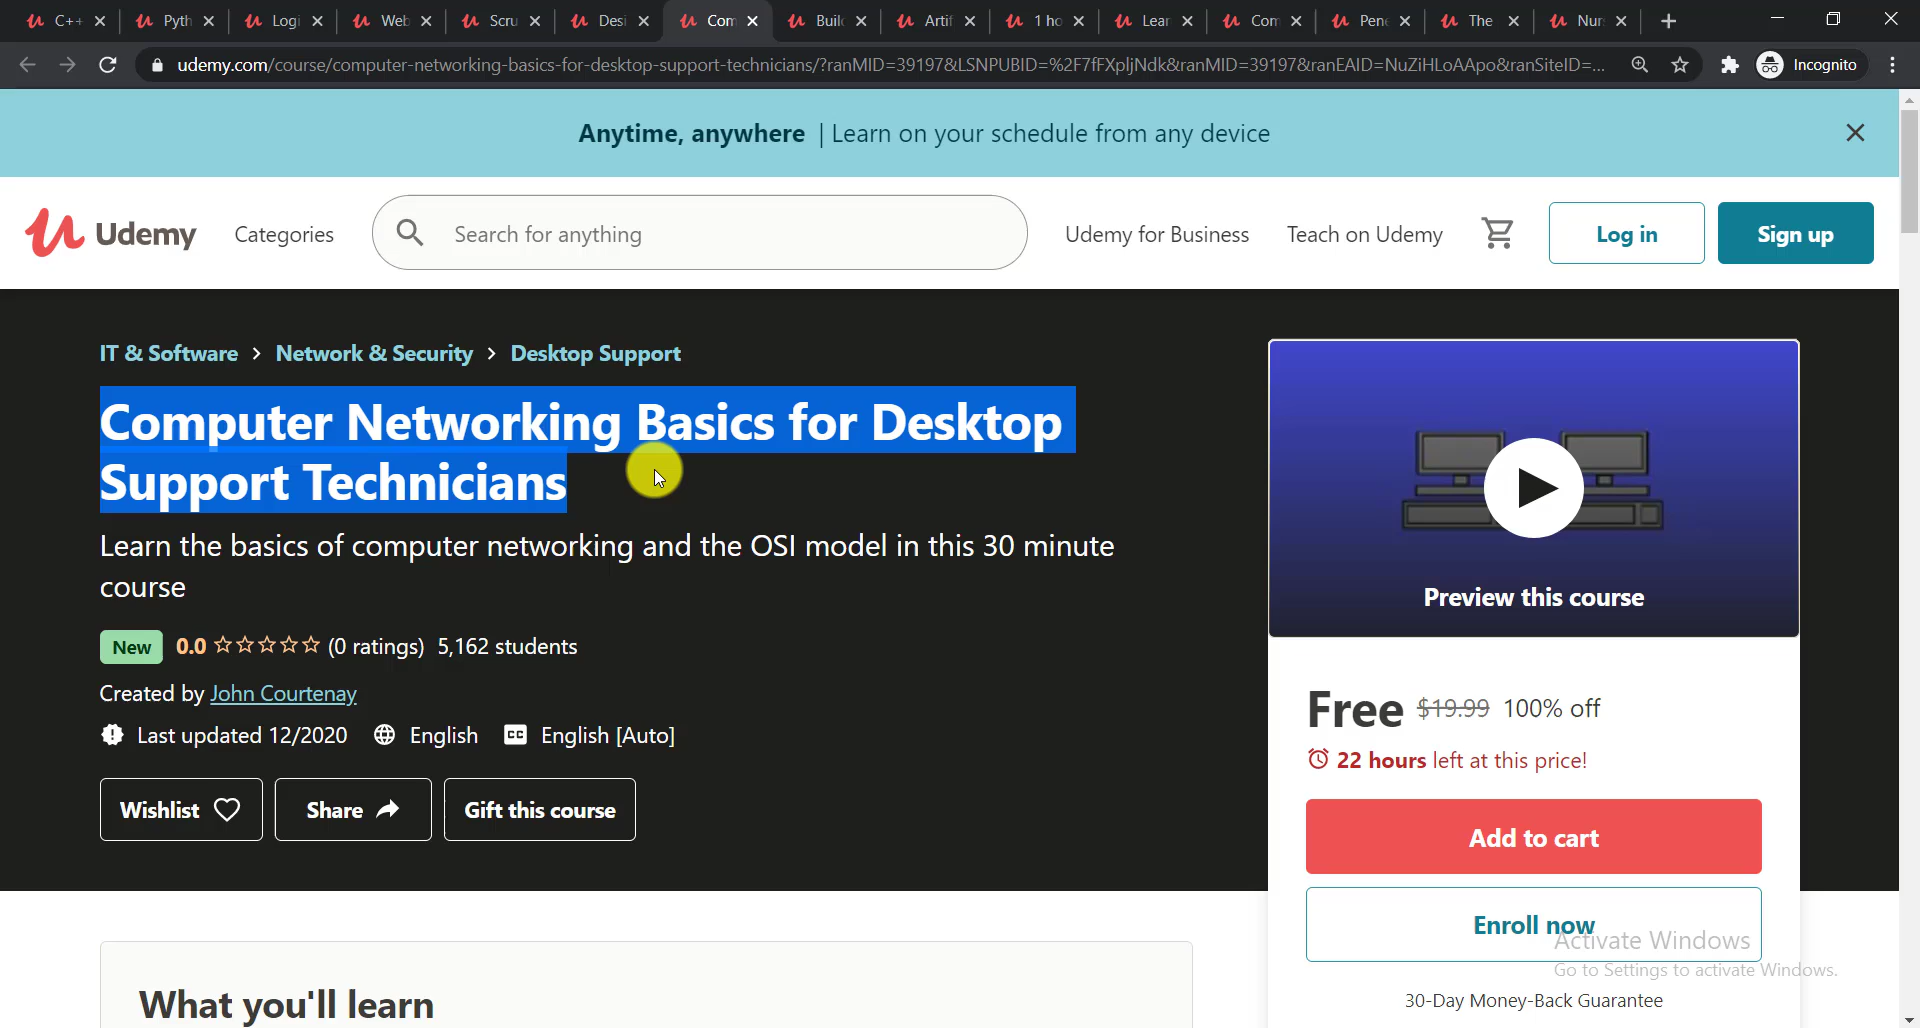 C++ Pyth Logi Web Scru Desi Com Build Artif 1 ho Lear Com Pene The Nur
udemy.com/course/computer-networking-basics-for-desktop-support-technicians/?ranMID=39197&LSNPUBID=%2F7fFXpljNdk&ranMID=39197&ranEAID=NuZiHLoAApo&ranSiteID=... Incognito
Anytime, anywhere | Learn on your schedule from any device
Udemy Categories Search for anything Udemy for Business Teach on Udemy Log in Sign up
IT & Software > Network & Security > Desktop Support
Computer Networking Basics for Desktop
Support Technicians
Learn the basics of computer networking and the OSI model in this 30 minute
course
New 0.0 (0 ratings) 5,162 students
Created by John Courtenay
Last updated 12/2020 CC English English [Auto]
Wishlist Share Gift this course
Preview this course
Free $19.99 100% off
22 hours left at this price!
Add to cart
Enroll now
Activate Windows
Go to Settings to activate Windows.
30-Day Money-Back Guarantee
What you'll learn